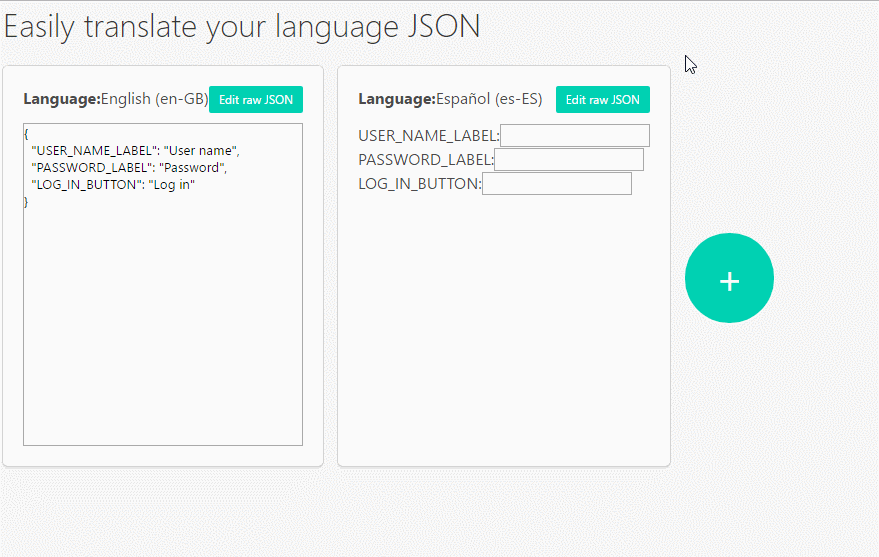 Easily translate your language JSON
Language:English (en-GB)
Edit raw JSON
{
  "USER_NAME_LABEL": "User name",
  "PASSWORD_LABEL": "Password",
  "LOG_IN_BUTTON": "Log in"
}
Language:Español (es-ES)
Edit raw JSON
USER_NAME_LABEL:
PASSWORD_LABEL:
LOG_IN_BUTTON:
+